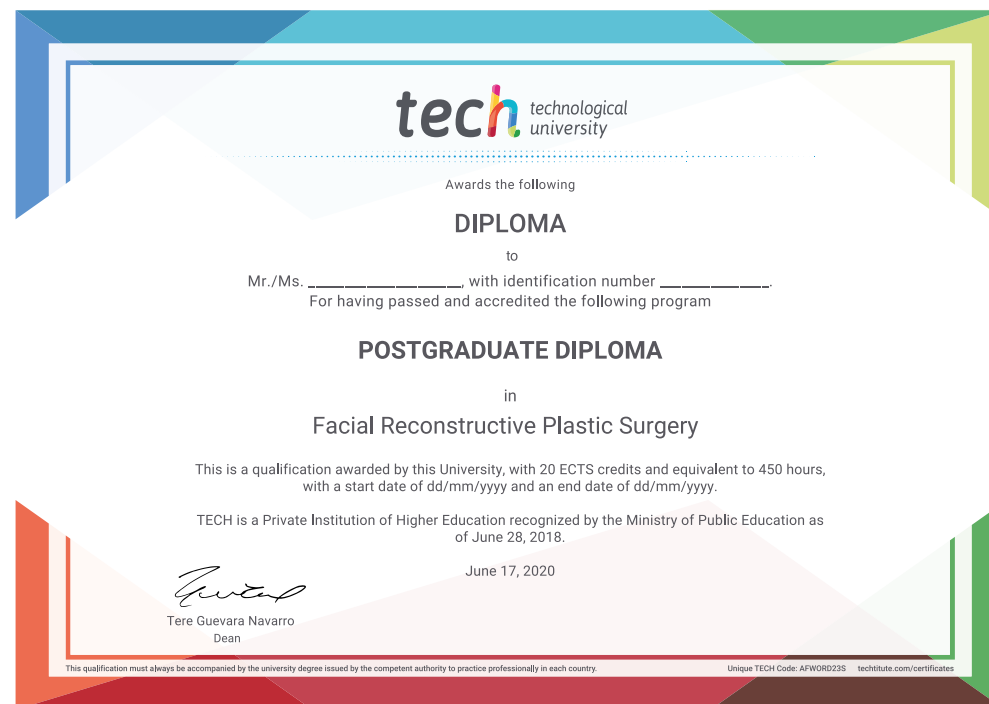 tech technological
university
Awards the following
DIPLOMA
to
Mr./Ms. ____________________, with identification number ______________.
For having passed and accredited the following program
POSTGRADUATE DIPLOMA
in
Facial Reconstructive Plastic Surgery
This is a qualification awarded by this University, with 20 ECTS credits and equivalent to 450 hours,
with a start date of dd/mm/yyyy and an end date of dd/mm/yyyy.
TECH is a Private Institution of Higher Education recognized by the Ministry of Public Education as
of June 28, 2018.
June 17, 2020
Tere Guevara Navarro
Dean
This qualification must always be accompanied by the university degree issued by the competent authority to practice professionally in each country.
Unique TECH Code: AFWORD23S techtitute.com/certificates